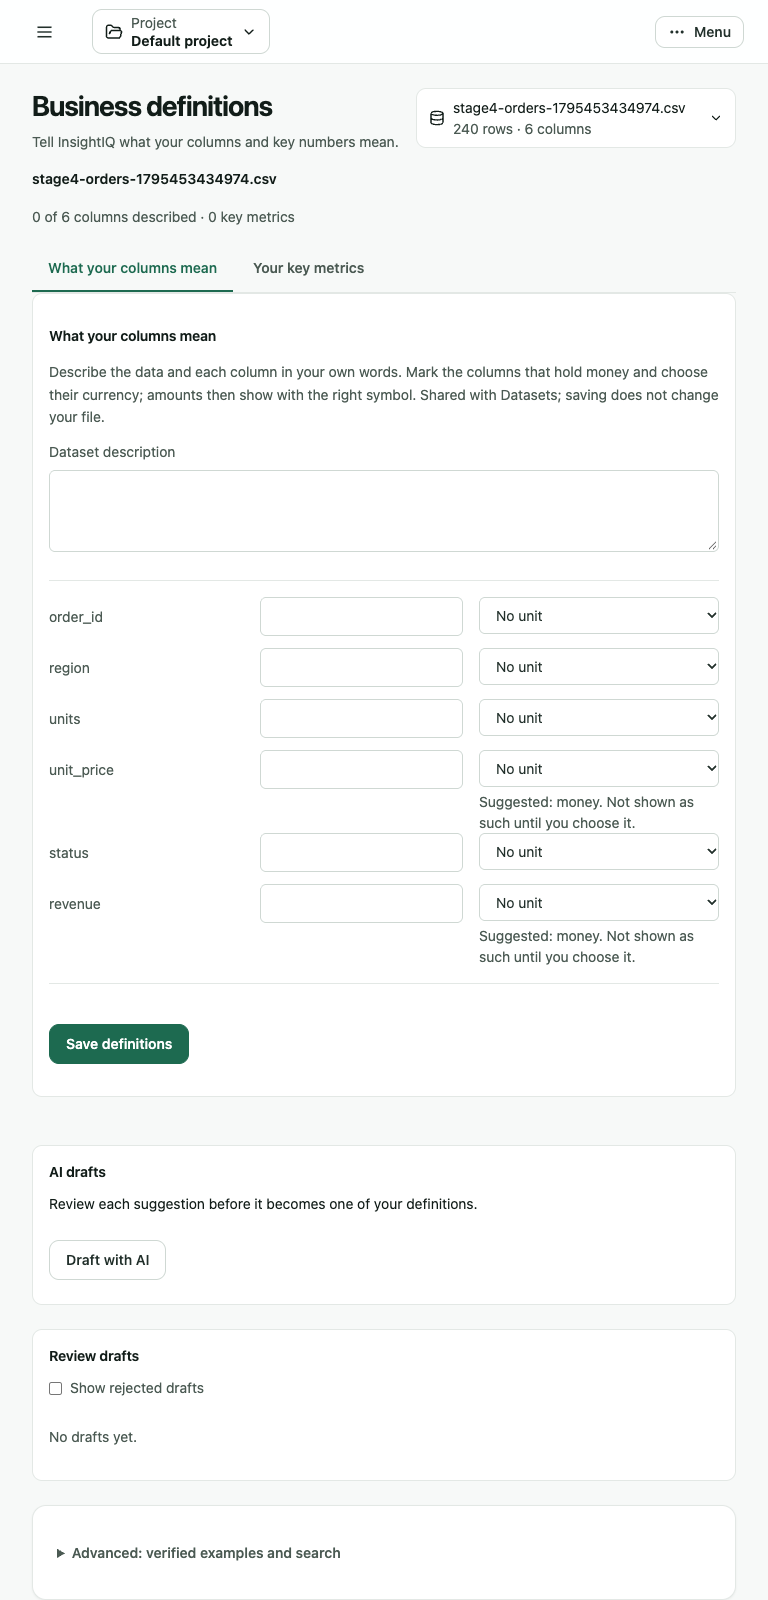 Project
Default project
Menu
Business definitions
Tell InsightIQ what your columns and key numbers mean.
stage4-orders-1795453434974.csv
240 rows · 6 columns
stage4-orders-1795453434974.csv
0 of 6 columns described · 0 key metrics
What your columns mean
Your key metrics
What your columns mean
Describe the data and each column in your own words. Mark the columns that hold money and choose
their currency; amounts then show with the right symbol. Shared with Datasets; saving does not change
your file.
Dataset description
order_id
No unit
region
No unit
units
No unit
unit_price
No unit
Suggested: money. Not shown as
such until you choose it.
status
No unit
revenue
No unit
Suggested: money. Not shown as
such until you choose it.
Save definitions
AI drafts
Review each suggestion before it becomes one of your definitions.
Draft with AI
Review drafts
Show rejected drafts
No drafts yet.
Advanced: verified examples and search